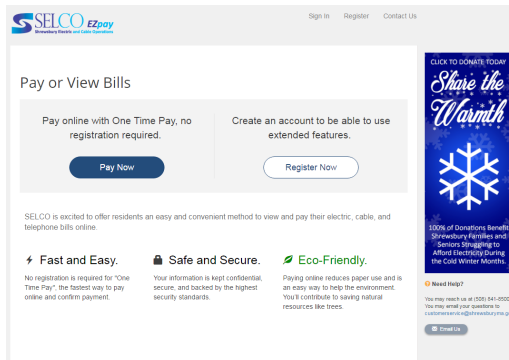 SELCO EZpay
Shrewsbury Electric and Cable Operations
Sign In Register Contact Us
Pay or View Bills
Pay online with One Time Pay, no
registration required.
Pay Now
Create an account to be able to use
extended features.
Register Now
SELCO is excited to offer residents an easy and convenient method to view and pay their electric, cable, and
telephone bills online.
Fast and Easy.
No registration is required for "One
Time Pay", the fastest way to pay
online and confirm payment.
Safe and Secure.
Your information is kept confidential,
secure, and backed by the highest
security standards.
Eco-Friendly.
Paying online reduces paper use and is
an easy way to help the environment.
You'll contribute to saving natural
resources like trees.
CLICK TO DONATE TODAY
Share the
Warmth
100% of Donations Benefit
Shrewsbury Families and
Seniors Struggling to
Afford Electricity During
the Cold Winter Months.
Need Help?
You may reach us at (508) 841-8500
You may email your questions to
customerservice@shrewsburyma.g
Email Us